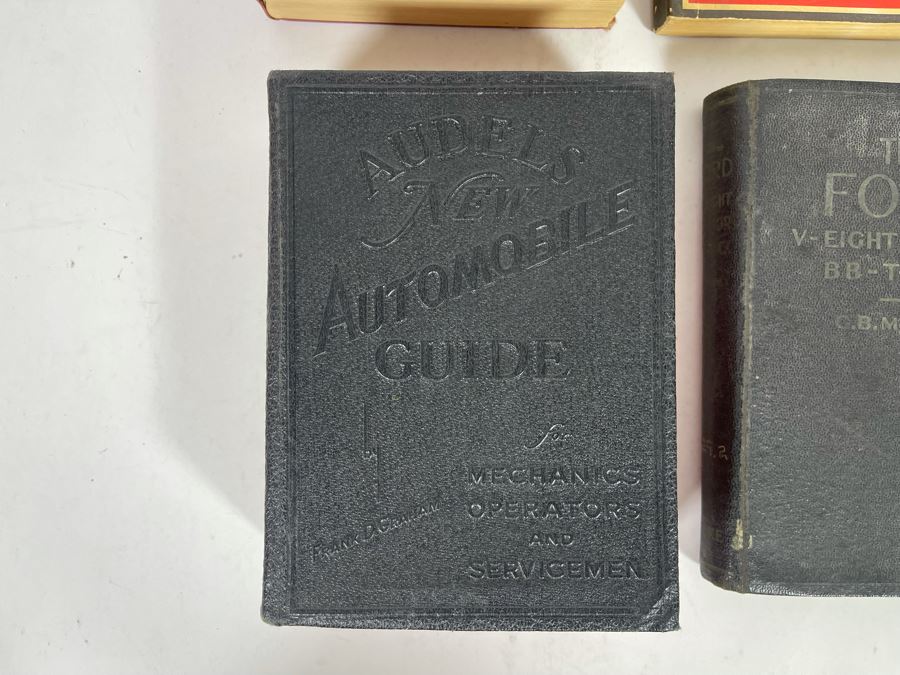 AUDELS
NEW
AUTOMOBILE
GUIDE
for
MECHANICS
OPERATORS
AND
SERVICEMEN
FRANK D. GRAHAM
FO
V-EIGHT
BB-T
C.B.M